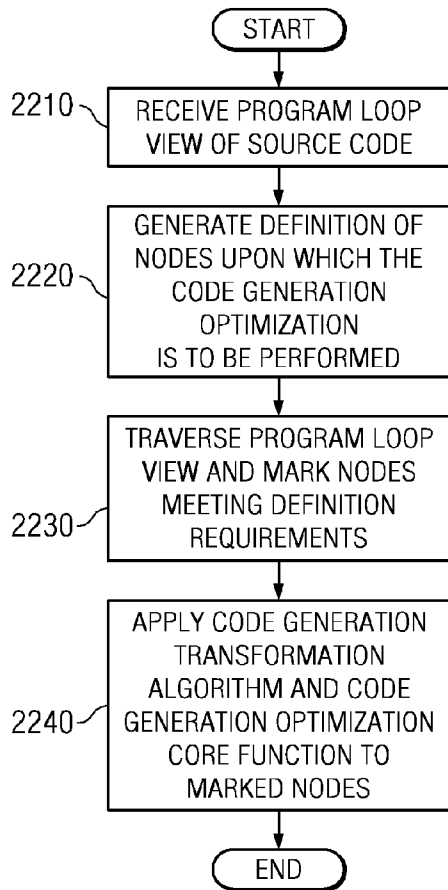 START
2210
RECEIVE PROGRAM LOOP
VIEW OF SOURCE CODE
2220
GENERATE DEFINITION OF
NODES UPON WHICH THE
CODE GENERATION
OPTIMIZATION
IS TO BE PERFORMED
2230
TRAVERSE PROGRAM LOOP
VIEW AND MARK NODES
MEETING DEFINITION
REQUIREMENTS
2240
APPLY CODE GENERATION
TRANSFORMATION
ALGORITHM AND CODE
GENERATION OPTIMIZATION
CORE FUNCTION TO
MARKED NODES
END